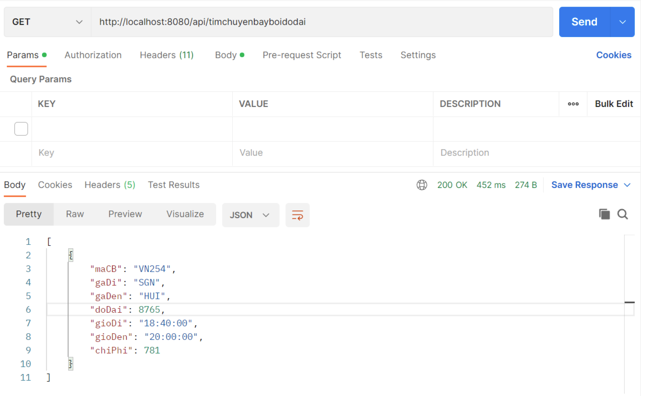 GET http://localhost:8080/api/timchuyenbayboidodai Send
Params Authorization Headers (11) Body Pre-request Script Tests Settings Cookies
Query Params
KEY VALUE DESCRIPTION Bulk Edit
Key Value Description
Body Cookies Headers (5) Test Results 200 OK 452 ms 274 B Save Response
Pretty Raw Preview Visualize JSON
1 [
2 {
3 "maCB": "VN254",
4 "gaDi": "SGN",
5 "gaDen": "HUI",
6 "doDai": 8765,
7 "gioDi": "18:40:00",
8 "gioDen": "20:00:00",
9 "chiPhi": 781
10 }
11 ]